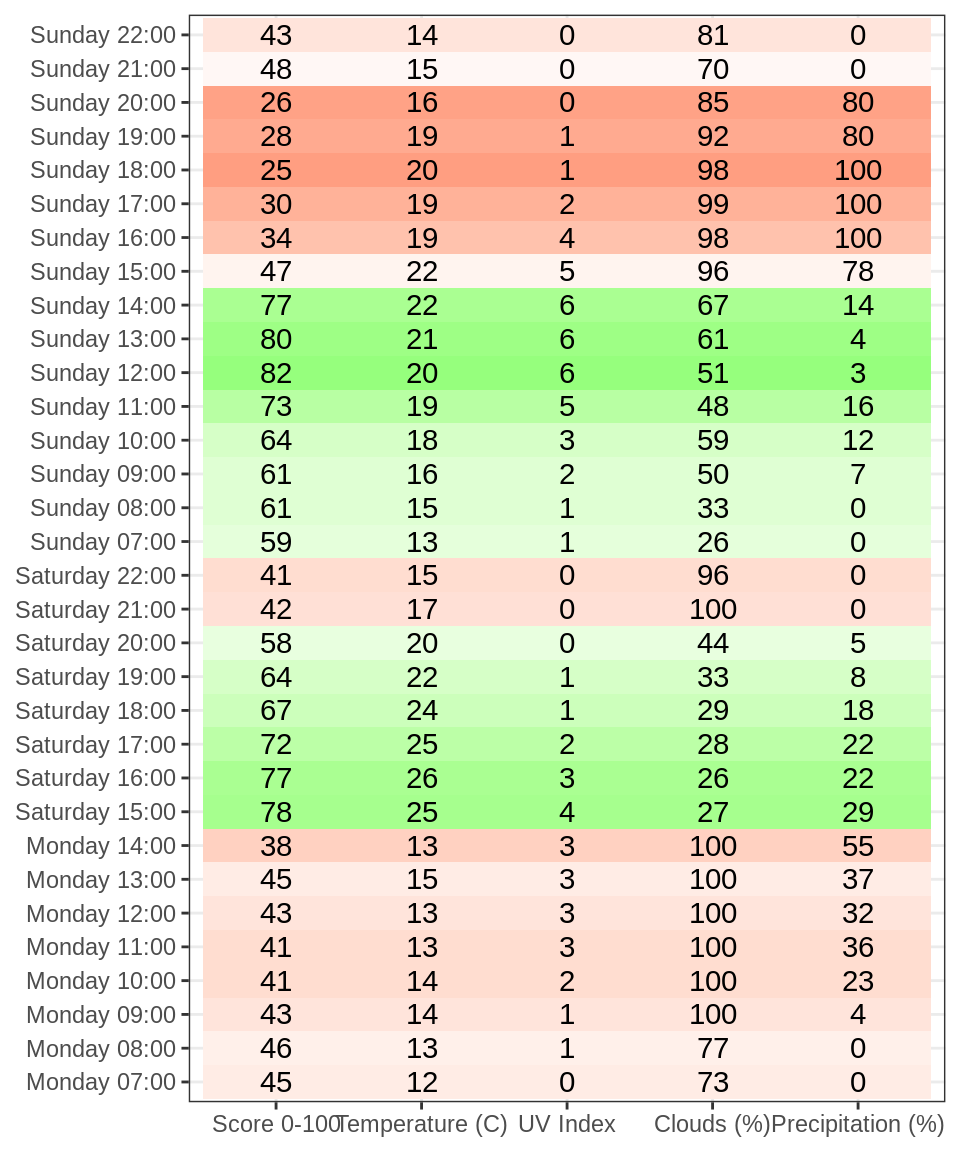 Sunday 22:00 43 14 0 81 0
Sunday 21:00 48 15 0 70 0
Sunday 20:00 26 16 0 85 80
Sunday 19:00 28 19 1 92 80
Sunday 18:00 25 20 1 98 100
Sunday 17:00 30 19 2 99 100
Sunday 16:00 34 19 4 98 100
Sunday 15:00 47 22 5 96 78
Sunday 14:00 77 22 6 67 14
Sunday 13:00 80 21 6 61 4
Sunday 12:00 82 20 6 51 3
Sunday 11:00 73 19 5 48 16
Sunday 10:00 64 18 3 59 12
Sunday 09:00 61 16 2 50 7
Sunday 08:00 61 15 1 33 0
Sunday 07:00 59 13 1 26 0
Saturday 22:00 41 15 0 96 0
Saturday 21:00 42 17 0 100 0
Saturday 20:00 58 20 0 44 5
Saturday 19:00 64 22 1 33 8
Saturday 18:00 67 24 1 29 18
Saturday 17:00 72 25 2 28 22
Saturday 16:00 77 26 3 26 22
Saturday 15:00 78 25 4 27 29
Monday 14:00 38 13 3 100 55
Monday 13:00 45 15 3 100 37
Monday 12:00 43 13 3 100 32
Monday 11:00 41 13 3 100 36
Monday 10:00 41 14 2 100 23
Monday 09:00 43 14 1 100 4
Monday 08:00 46 13 1 77 0
Monday 07:00 45 12 0 73 0
Score 0-100 Temperature (C) UV Index Clouds (%) Precipitation (%)